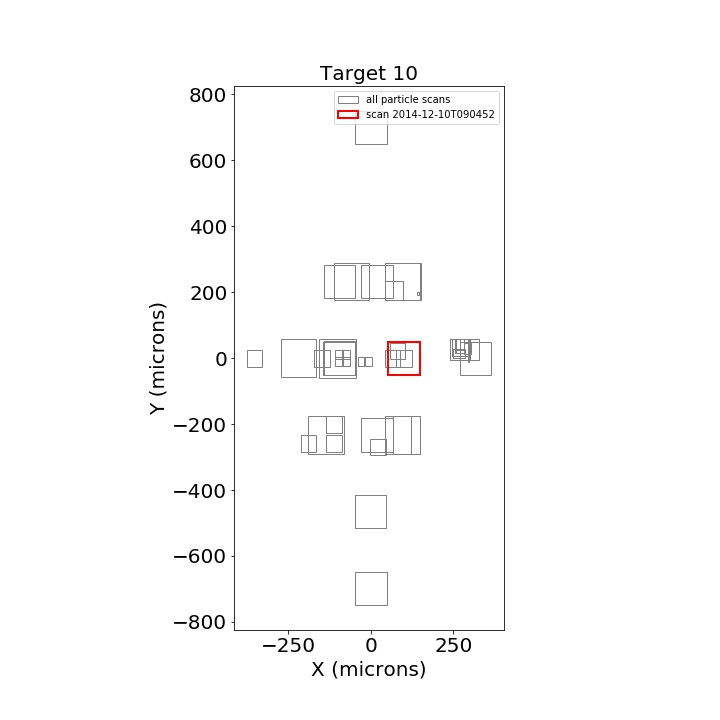 Target 10
all particle scans
scan 2014-12-10T090452
800
600
400
200
0
−200
−400
−600
−800
Y (microns)
−250
0
250
X (microns)